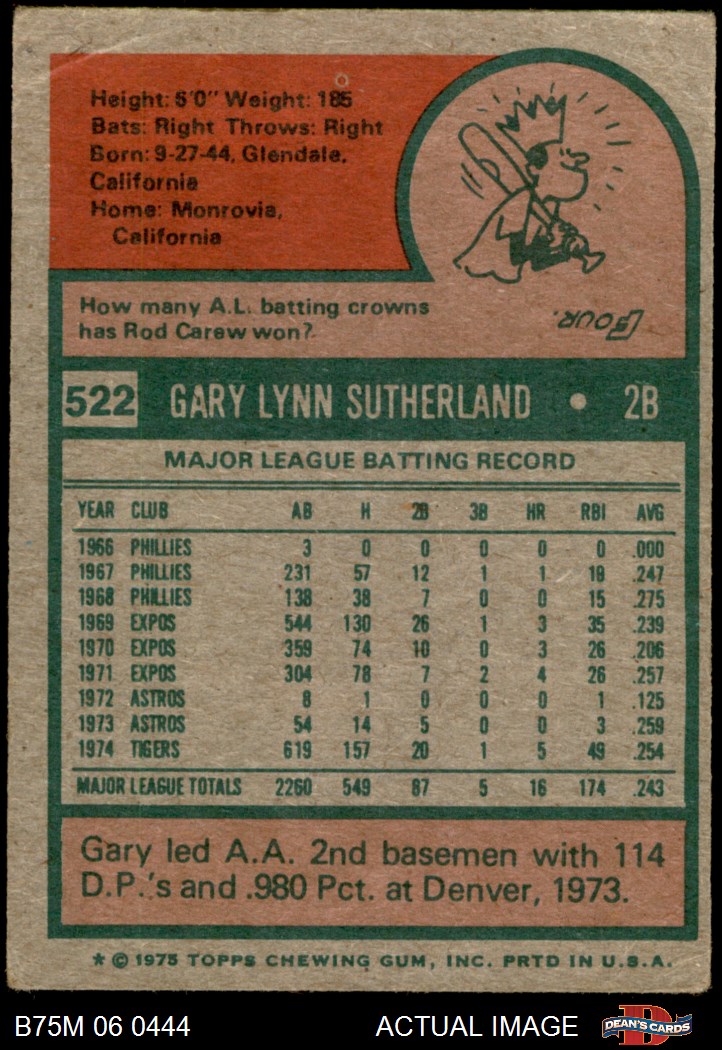 Height: 6'0" Weight: 185
Bats: Right Throws: Right
Born: 9-27-44, Glendale,
California
Home: Monrovia,
California
How many A.L. batting crowns
has Rod Carew won?
FOUR.
522 GARY LYNN SUTHERLAND • 2B
MAJOR LEAGUE BATTING RECORD
YEAR CLUB AB H 2B 3B HR RBI AVG
1966 PHILLIES 3 0 0 0 0 0 .000
1967 PHILLIES 231 57 12 1 1 19 .247
1968 PHILLIES 138 38 7 0 0 15 .275
1969 EXPOS 544 130 26 1 3 35 .239
1970 EXPOS 359 74 10 0 3 26 .206
1971 EXPOS 304 78 7 2 4 26 .257
1972 ASTROS 8 1 0 0 0 1 .125
1973 ASTROS 54 14 5 0 0 3 .259
1974 TIGERS 619 157 20 1 5 49 .254
MAJOR LEAGUE TOTALS 2260 549 87 5 16 174 .243
Gary led A.A. 2nd basemen with 114
D.P.'s and .980 Pct. at Denver, 1973.
* © 1975 TOPPS CHEWING GUM, INC. PRTD IN U.S.A.
B75M 06 0444 ACTUAL IMAGE D DEAN'S CARDS